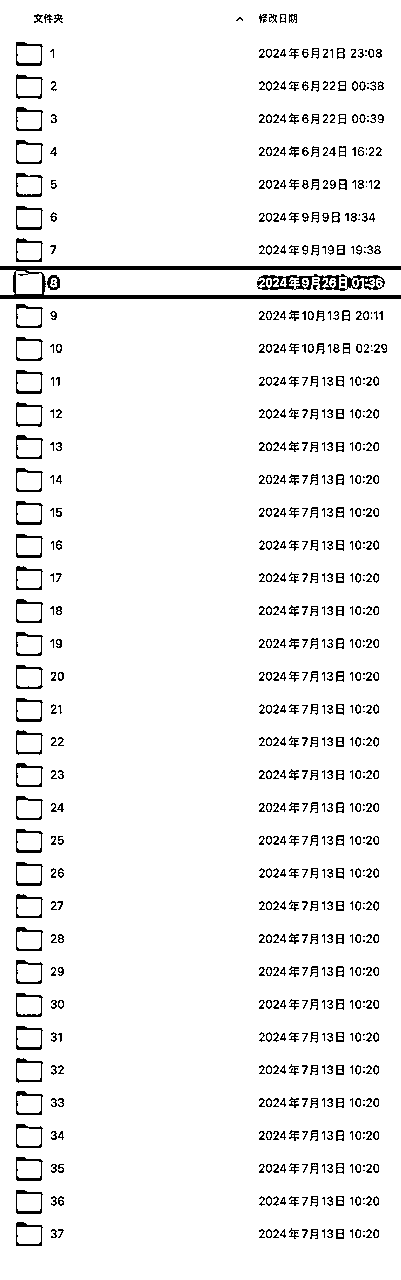 文件夹 修改日期
1 2024年6月21日 23:08
2 2024年6月22日 00:38
3 2024年6月22日 00:39
4 2024年6月24日 16:22
5 2024年8月29日 18:12
6 2024年9月9日 18:34
7 2024年9月19日 19:38
8 2024年9月26日 01:36
9 2024年10月13日 20:11
10 2024年10月18日 02:29
11 2024年7月13日 10:20
12 2024年7月13日 10:20
13 2024年7月13日 10:20
14 2024年7月13日 10:20
15 2024年7月13日 10:20
16 2024年7月13日 10:20
17 2024年7月13日 10:20
18 2024年7月13日 10:20
19 2024年7月13日 10:20
20 2024年7月13日 10:20
21 2024年7月13日 10:20
22 2024年7月13日 10:20
23 2024年7月13日 10:20
24 2024年7月13日 10:20
25 2024年7月13日 10:20
26 2024年7月13日 10:20
27 2024年7月13日 10:20
28 2024年7月13日 10:20
29 2024年7月13日 10:20
30 2024年7月13日 10:20
31 2024年7月13日 10:20
32 2024年7月13日 10:20
33 2024年7月13日 10:20
34 2024年7月13日 10:20
35 2024年7月13日 10:20
36 2024年7月13日 10:20
37 2024年7月13日 10:20